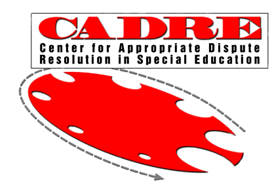 CADRE
Center for Appropriate Dispute
Resolution in Special Education